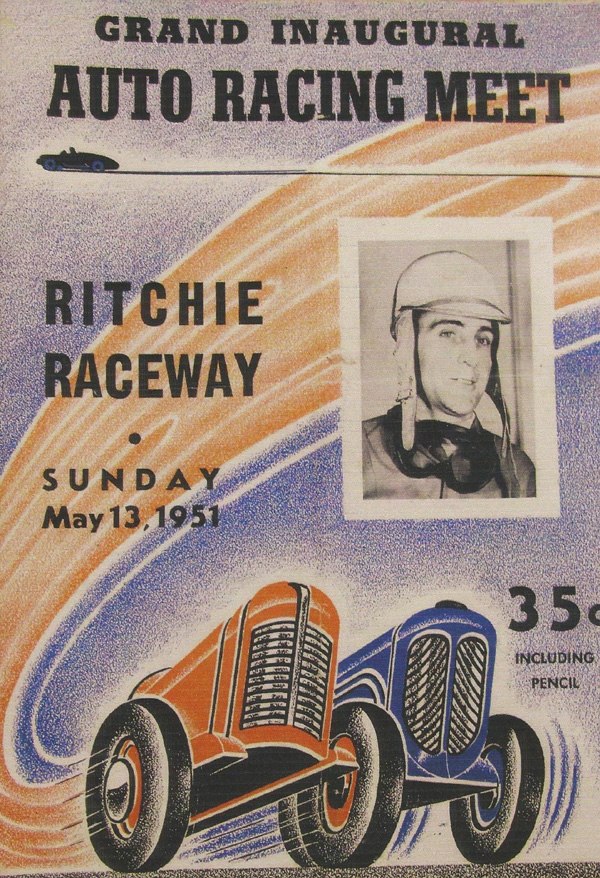 GRAND INAUGURAL
AUTO RACING MEET
RITCHIE
RACEWAY
•
SUNDAY
May 13, 1951
35c
INCLUDING
PENCIL